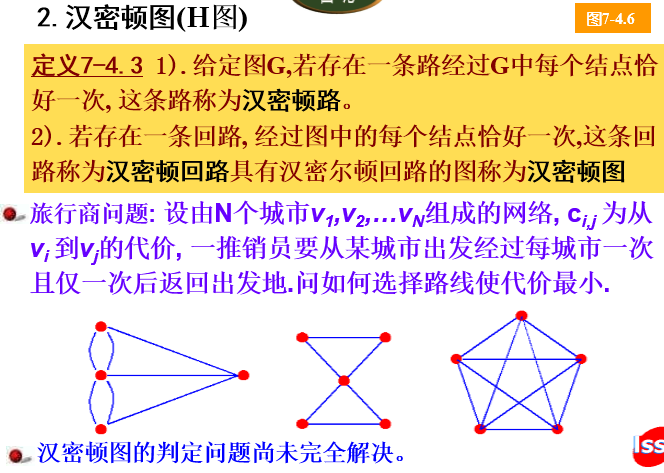 2. 汉密顿图(H图)
图7-4.6
定义7-4.3 1). 给定图G,若存在一条路经过G中每个结点恰
好一次, 这条路称为汉密顿路。
2). 若存在一条回路, 经过图中的每个结点恰好一次,这条回
路称为汉密顿回路具有汉密尔顿回路的图称为汉密顿图
旅行商问题: 设由N个城市v1,v2,…vN组成的网络, ci,j 为从
vi 到vj的代价, 一推销员要从某城市出发经过每城市一次
且仅一次后返回出发地.问如何选择路线使代价最小.
汉密顿图的判定问题尚未完全解决。